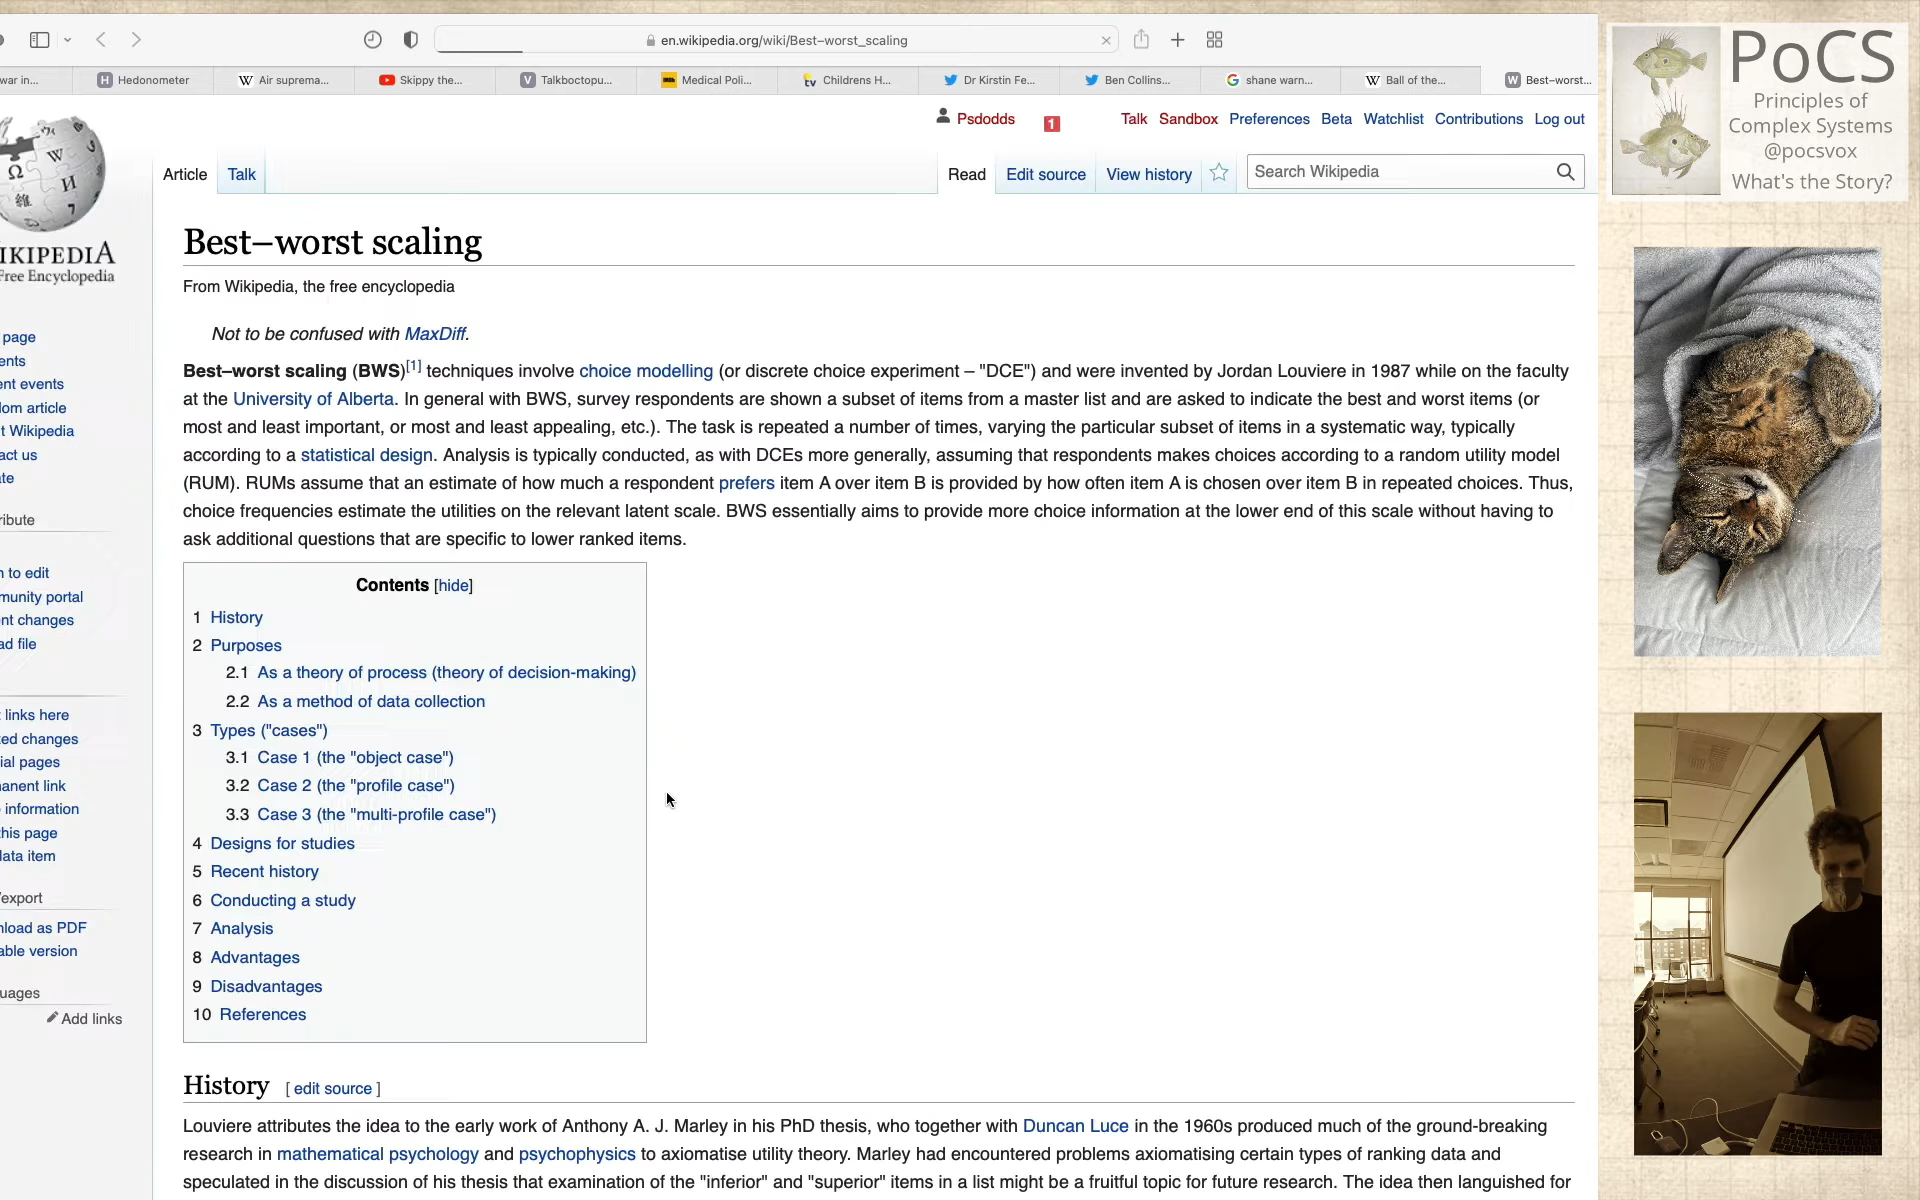 en.wikipedia.org/wiki/Best–worst_scaling
war in...
Hedonometer
Air suprema...
Skippy the...
Talkboctopu...
Medical Poli...
Childrens H...
Dr Kirstin Fe...
Ben Collins...
shane warn...
Ball of the...
Best–worst...
PoCS
Principles of
Complex Systems
@pocsvox
What's the Story?
Psdodds
1
Talk Sandbox Preferences Beta Watchlist Contributions Log out
Article Talk
Read Edit source View history
Search Wikipedia
IKIPEDIA
Free Encyclopedia
page
ents
ent events
om article
t Wikipedia
act us
te
ribute
n to edit
munity portal
nt changes
ad file
links here
ed changes
ial pages
anent link
information
his page
data item
/export
nload as PDF
able version
uages
Add links
Best–worst scaling
From Wikipedia, the free encyclopedia
Not to be confused with MaxDiff.
Best–worst scaling (BWS)[1] techniques involve choice modelling (or discrete choice experiment – "DCE") and were invented by Jordan Louviere in 1987 while on the faculty
at the University of Alberta. In general with BWS, survey respondents are shown a subset of items from a master list and are asked to indicate the best and worst items (or
most and least important, or most and least appealing, etc.). The task is repeated a number of times, varying the particular subset of items in a systematic way, typically
according to a statistical design. Analysis is typically conducted, as with DCEs more generally, assuming that respondents makes choices according to a random utility model
(RUM). RUMs assume that an estimate of how much a respondent prefers item A over item B is provided by how often item A is chosen over item B in repeated choices. Thus,
choice frequencies estimate the utilities on the relevant latent scale. BWS essentially aims to provide more choice information at the lower end of this scale without having to
ask additional questions that are specific to lower ranked items.
Contents [hide]
1 History
2 Purposes
2.1 As a theory of process (theory of decision-making)
2.2 As a method of data collection
3 Types ("cases")
3.1 Case 1 (the "object case")
3.2 Case 2 (the "profile case")
3.3 Case 3 (the "multi-profile case")
4 Designs for studies
5 Recent history
6 Conducting a study
7 Analysis
8 Advantages
9 Disadvantages
10 References
History [ edit source ]
Louviere attributes the idea to the early work of Anthony A. J. Marley in his PhD thesis, who together with Duncan Luce in the 1960s produced much of the ground-breaking
research in mathematical psychology and psychophysics to axiomatise utility theory. Marley had encountered problems axiomatising certain types of ranking data and
speculated in the discussion of his thesis that examination of the "inferior" and "superior" items in a list might be a fruitful topic for future research. The idea then languished for